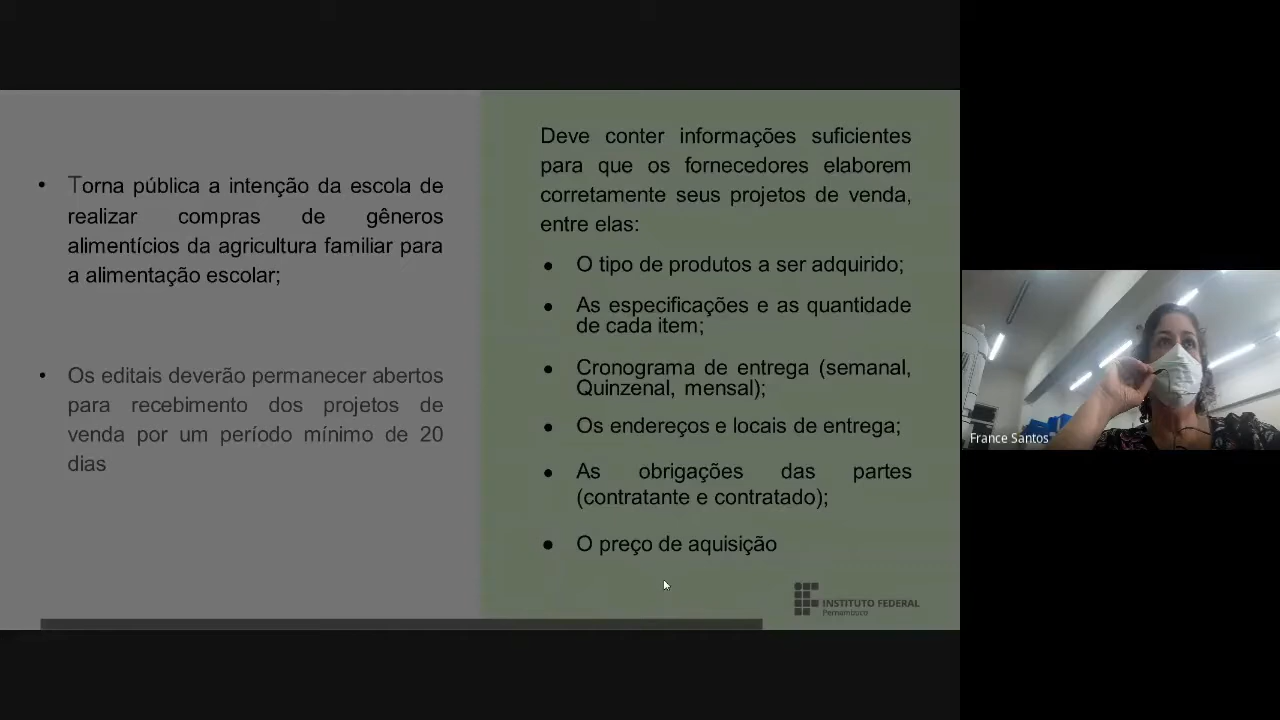 • Torna pública a intenção da escola de
realizar compras de gêneros
alimentícios da agricultura familiar para
a alimentação escolar;
• Os editais deverão permanecer abertos
para recebimento dos projetos de
venda por um período mínimo de 20
dias
Deve conter informações suficientes
para que os fornecedores elaborem
corretamente seus projetos de venda,
entre elas:
• O tipo de produtos a ser adquirido;
• As especificações e as quantidade
de cada item;
• Cronograma de entrega (semanal,
Quinzenal, mensal);
• Os endereços e locais de entrega;
• As obrigações das partes
(contratante e contratado);
• O preço de aquisição
INSTITUTO FEDERAL
Pernambuco
France Santos